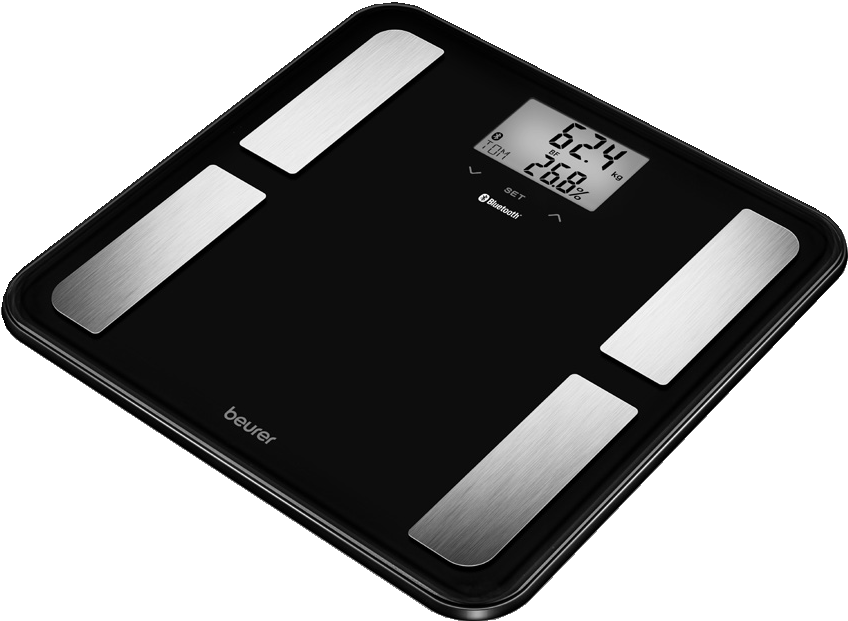 62.4 kg
TOM BF 26.8%
SET
Bluetooth®
beurer